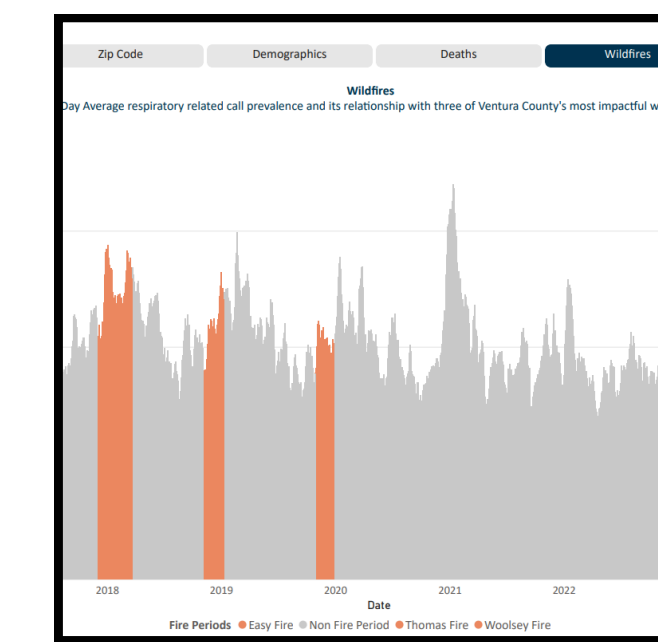 Zip Code Demographics Deaths Wildfires
Wildfires
Day Average respiratory related call prevalence and its relationship with three of Ventura County's most impactful w
2018 2019 2020 2021 2022
Date
Fire Periods Easy Fire Non Fire Period Thomas Fire Woolsey Fire